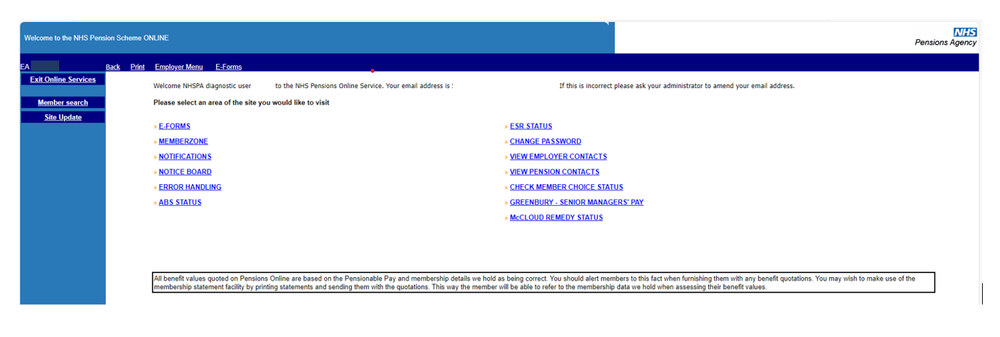 Welcome to the NHS Pension Scheme ONLINE
NHS
Pensions Agency
EA
Back Print Employer Menu E-Forms
Exit Online Services
Member search
Site Update
Welcome NHSPA diagnostic user to the NHS Pensions Online Service. Your email address is : If this is incorrect please ask your administrator to amend your email address.
Please select an area of the site you would like to visit
» E-FORMS
» MEMBERZONE
» NOTIFICATIONS
» NOTICE BOARD
» ERROR HANDLING
» ABS STATUS
» ESR STATUS
» CHANGE PASSWORD
» VIEW EMPLOYER CONTACTS
» VIEW PENSION CONTACTS
» CHECK MEMBER CHOICE STATUS
» GREENBURY - SENIOR MANAGERS' PAY
» McCLOUD REMEDY STATUS
All benefit values quoted on Pensions Online are based on the Pensionable Pay and membership details we hold as being correct. You should alert members to this fact when furnishing them with any benefit quotations. You may wish to make use of the
membership statement facility by printing statements and sending them with the quotations. This way the member will be able to refer to the membership data we hold when assessing their benefit values.